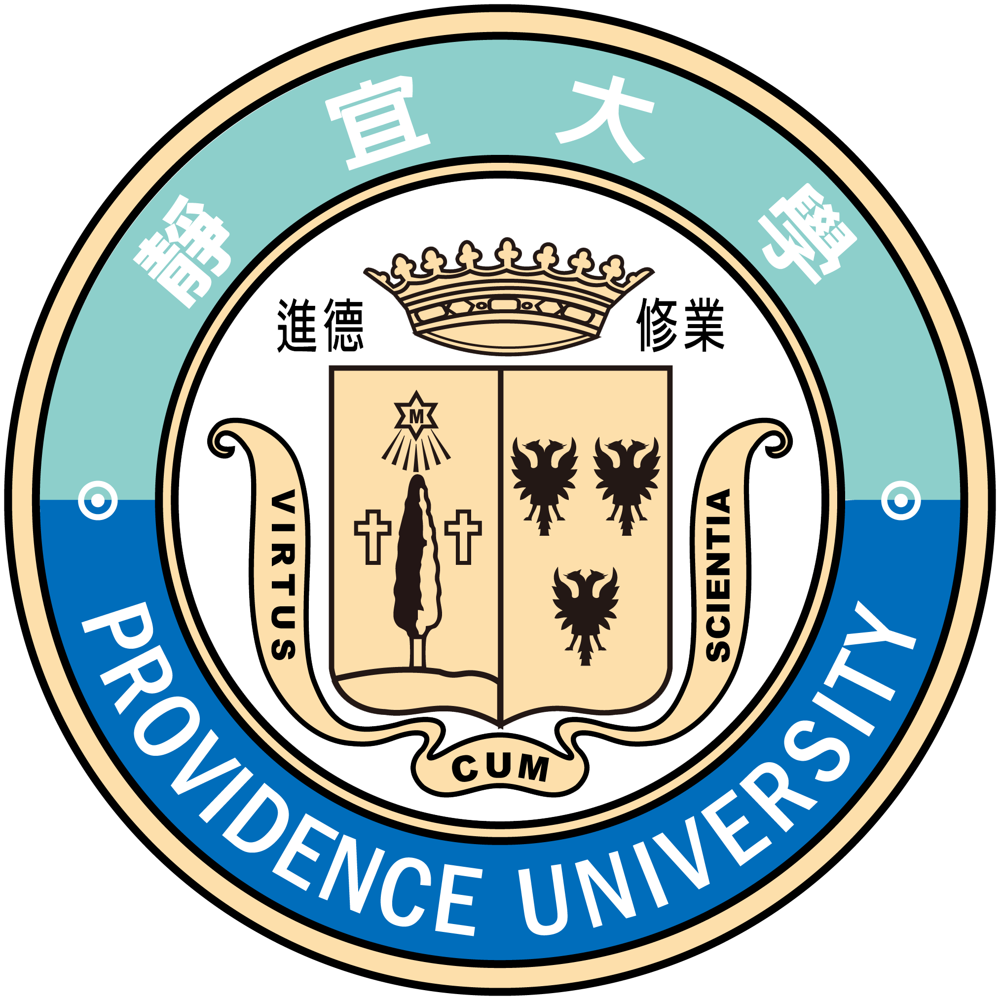 靜宜大學
進德 修業
M
VIRTUS
CUM
SCIENTIA
PROVIDENCE UNIVERSITY